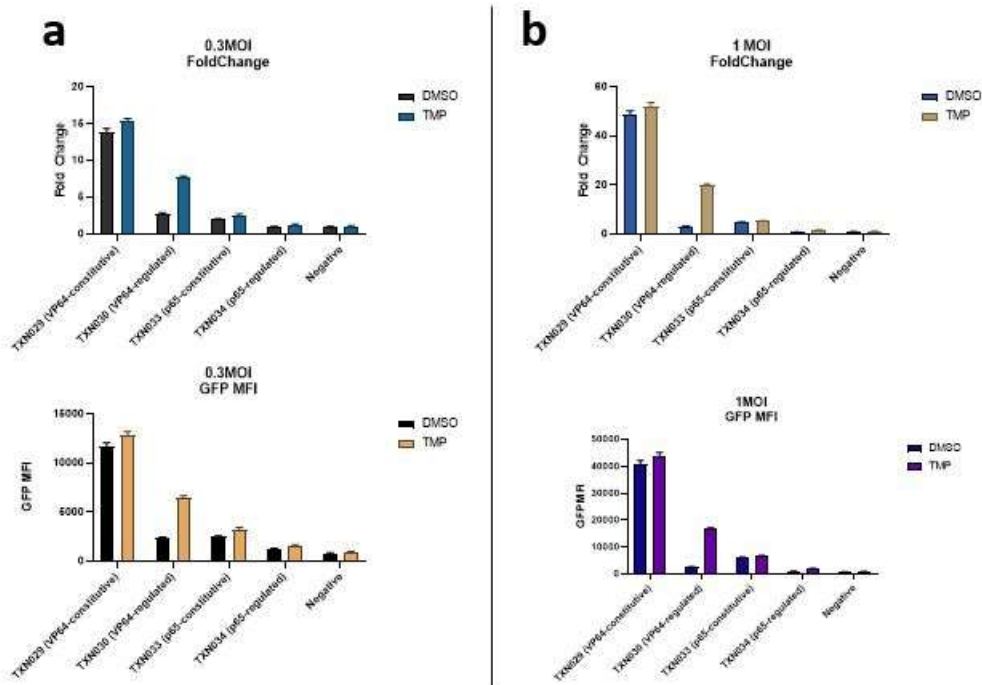 a
0.3MOI
FoldChange
Fold Change
20
16
10
5
0
DMSO
TMP
TXN029 (VP64-constitutive)
TXN030 (VP64-regulated)
TXN033 (p65-constitutive)
TXN034 (p65-regulated)
Negative
0.3MOI
GFP MFI
GFP MFI
15000
10000
5000
0
DMSO
TMP
TXN029 (VP64-constitutive)
TXN030 (VP64-regulated)
TXN033 (p65-constitutive)
TXN034 (p65-regulated)
Negative
b
1 MOI
FoldChange
Fold Change
60
40
20
0
DMSO
TMP
TXN029 (VP64-constitutive)
TXN030 (VP64-regulated)
TXN033 (p65-constitutive)
TXN034 (p65-regulated)
Negative
1MOI
GFP MFI
GFPMFI
50000
40000
30000
20000
10000
0
DMSO
TMP
TXN029 (VP64-constitutive)
TXN030 (VP64-regulated)
TXN033 (p65-constitutive)
TXN034 (p65-regulated)
Negative